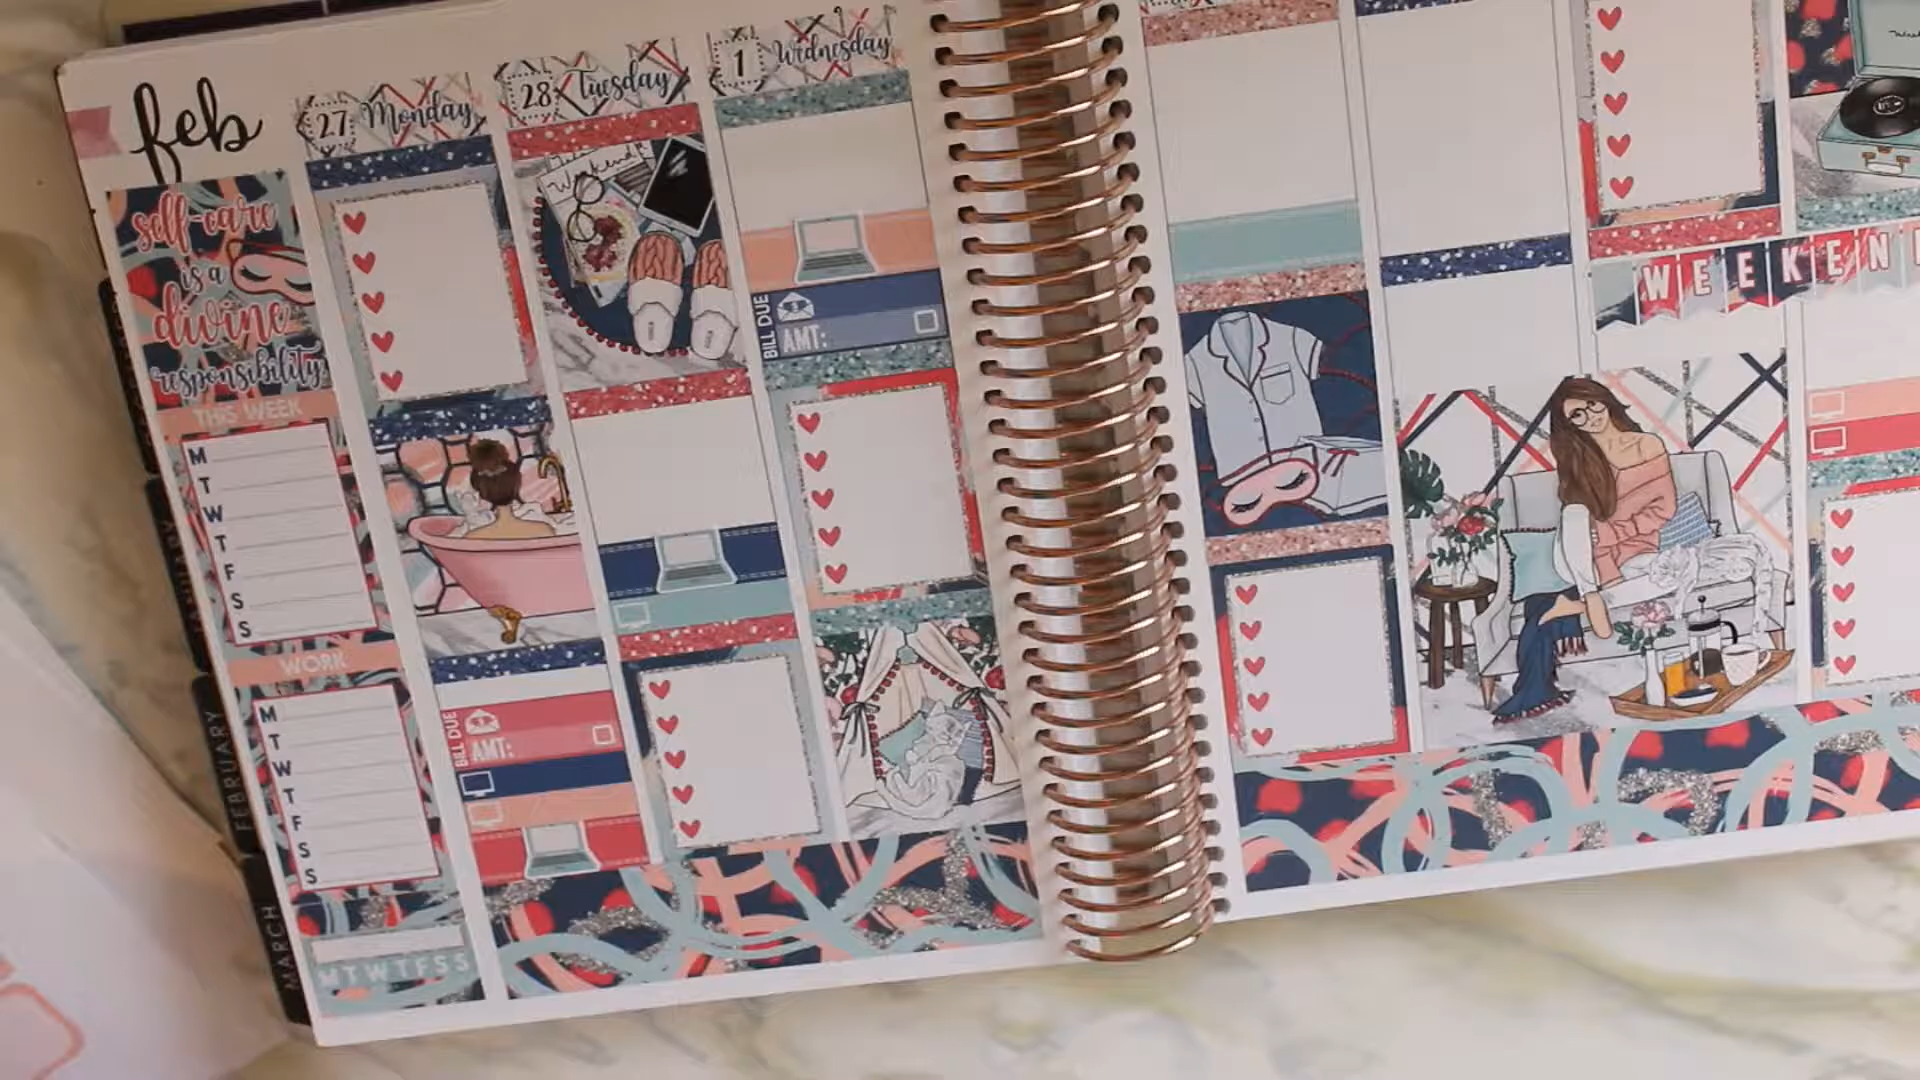 feb
27 Monday
28 Tuesday
1 Wednesday
self-care
is a
divine
responsibility
THIS WEEK
M
T
W
T
F
S
S
WORK
M
T
W
T
F
S
S
M T W T F S S
Weekend
BILL DUE
AMT:
BILL DUE
AMT:
WEEKEN
FEBRUARY
MARCH